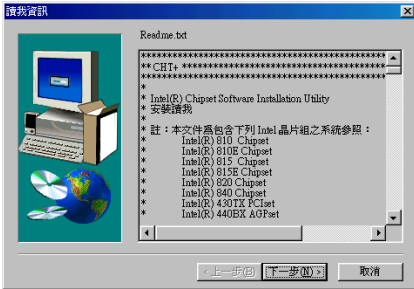 讀我資訊
Readme.txt
**************************************************
** CHT+ ******************************************
**************************************************
*
* Intel(R) Chipset Software Installation Utility
* 安裝讀我
*
* 註：本文件為包含下列 Intel 晶片組之系統參照：
* Intel(R) 810 Chipset
* Intel(R) 810E Chipset
* Intel(R) 815 Chipset
* Intel(R) 815E Chipset
* Intel(R) 820 Chipset
* Intel(R) 840 Chipset
* Intel(R) 430TX PCIset
* Intel(R) 440BX AGPset
<上一步(B) 下一步(N)> 取消